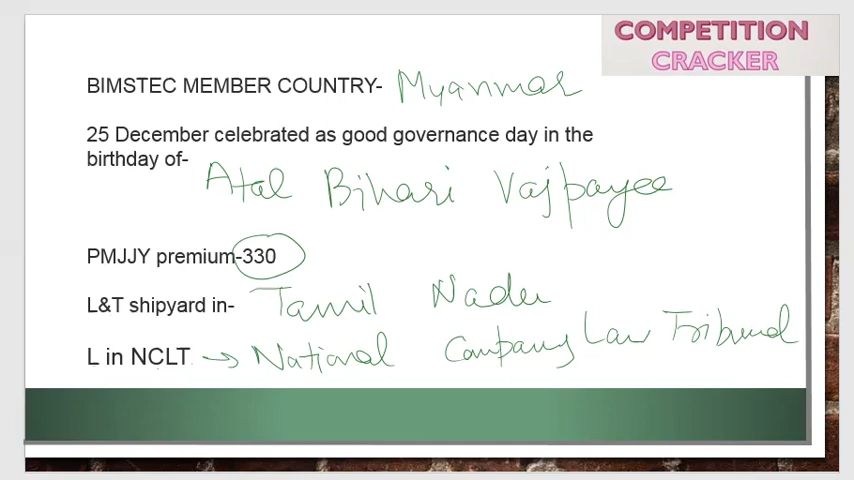 COMPETITION
CRACKER
BIMSTEC MEMBER COUNTRY- Myanmar
25 December celebrated as good governance day in the
birthday of- Atal Bihari Vajpayee
PMJJY premium-330
L&T shipyard in- Tamil Nadu
L in NCLT → National Company Law Tribunal